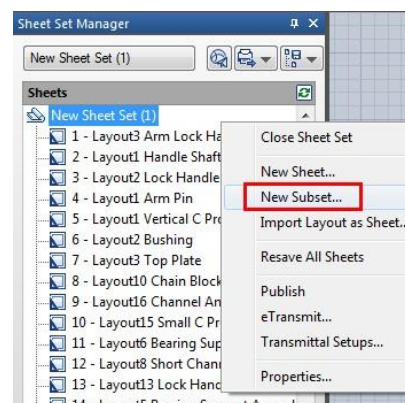 Sheet Set Manager
New Sheet Set (1)
Sheets
New Sheet Set (1)
1 - Layout3 Arm Lock Ha
2 - Layout1 Handle Shaft
3 - Layout2 Lock Handle
4 - Layout1 Arm Pin
5 - Layout1 Vertical C Pro
6 - Layout2 Bushing
7 - Layout3 Top Plate
8 - Layout10 Chain Block
9 - Layout16 Channel An
10 - Layout15 Small C Pr
11 - Layout6 Bearing Sup
12 - Layout8 Short Chan
13 - Layout13 Lock Hand
Close Sheet Set
New Sheet...
New Subset...
Import Layout as Sheet...
Resave All Sheets
Publish
eTransmit...
Transmittal Setups...
Properties...